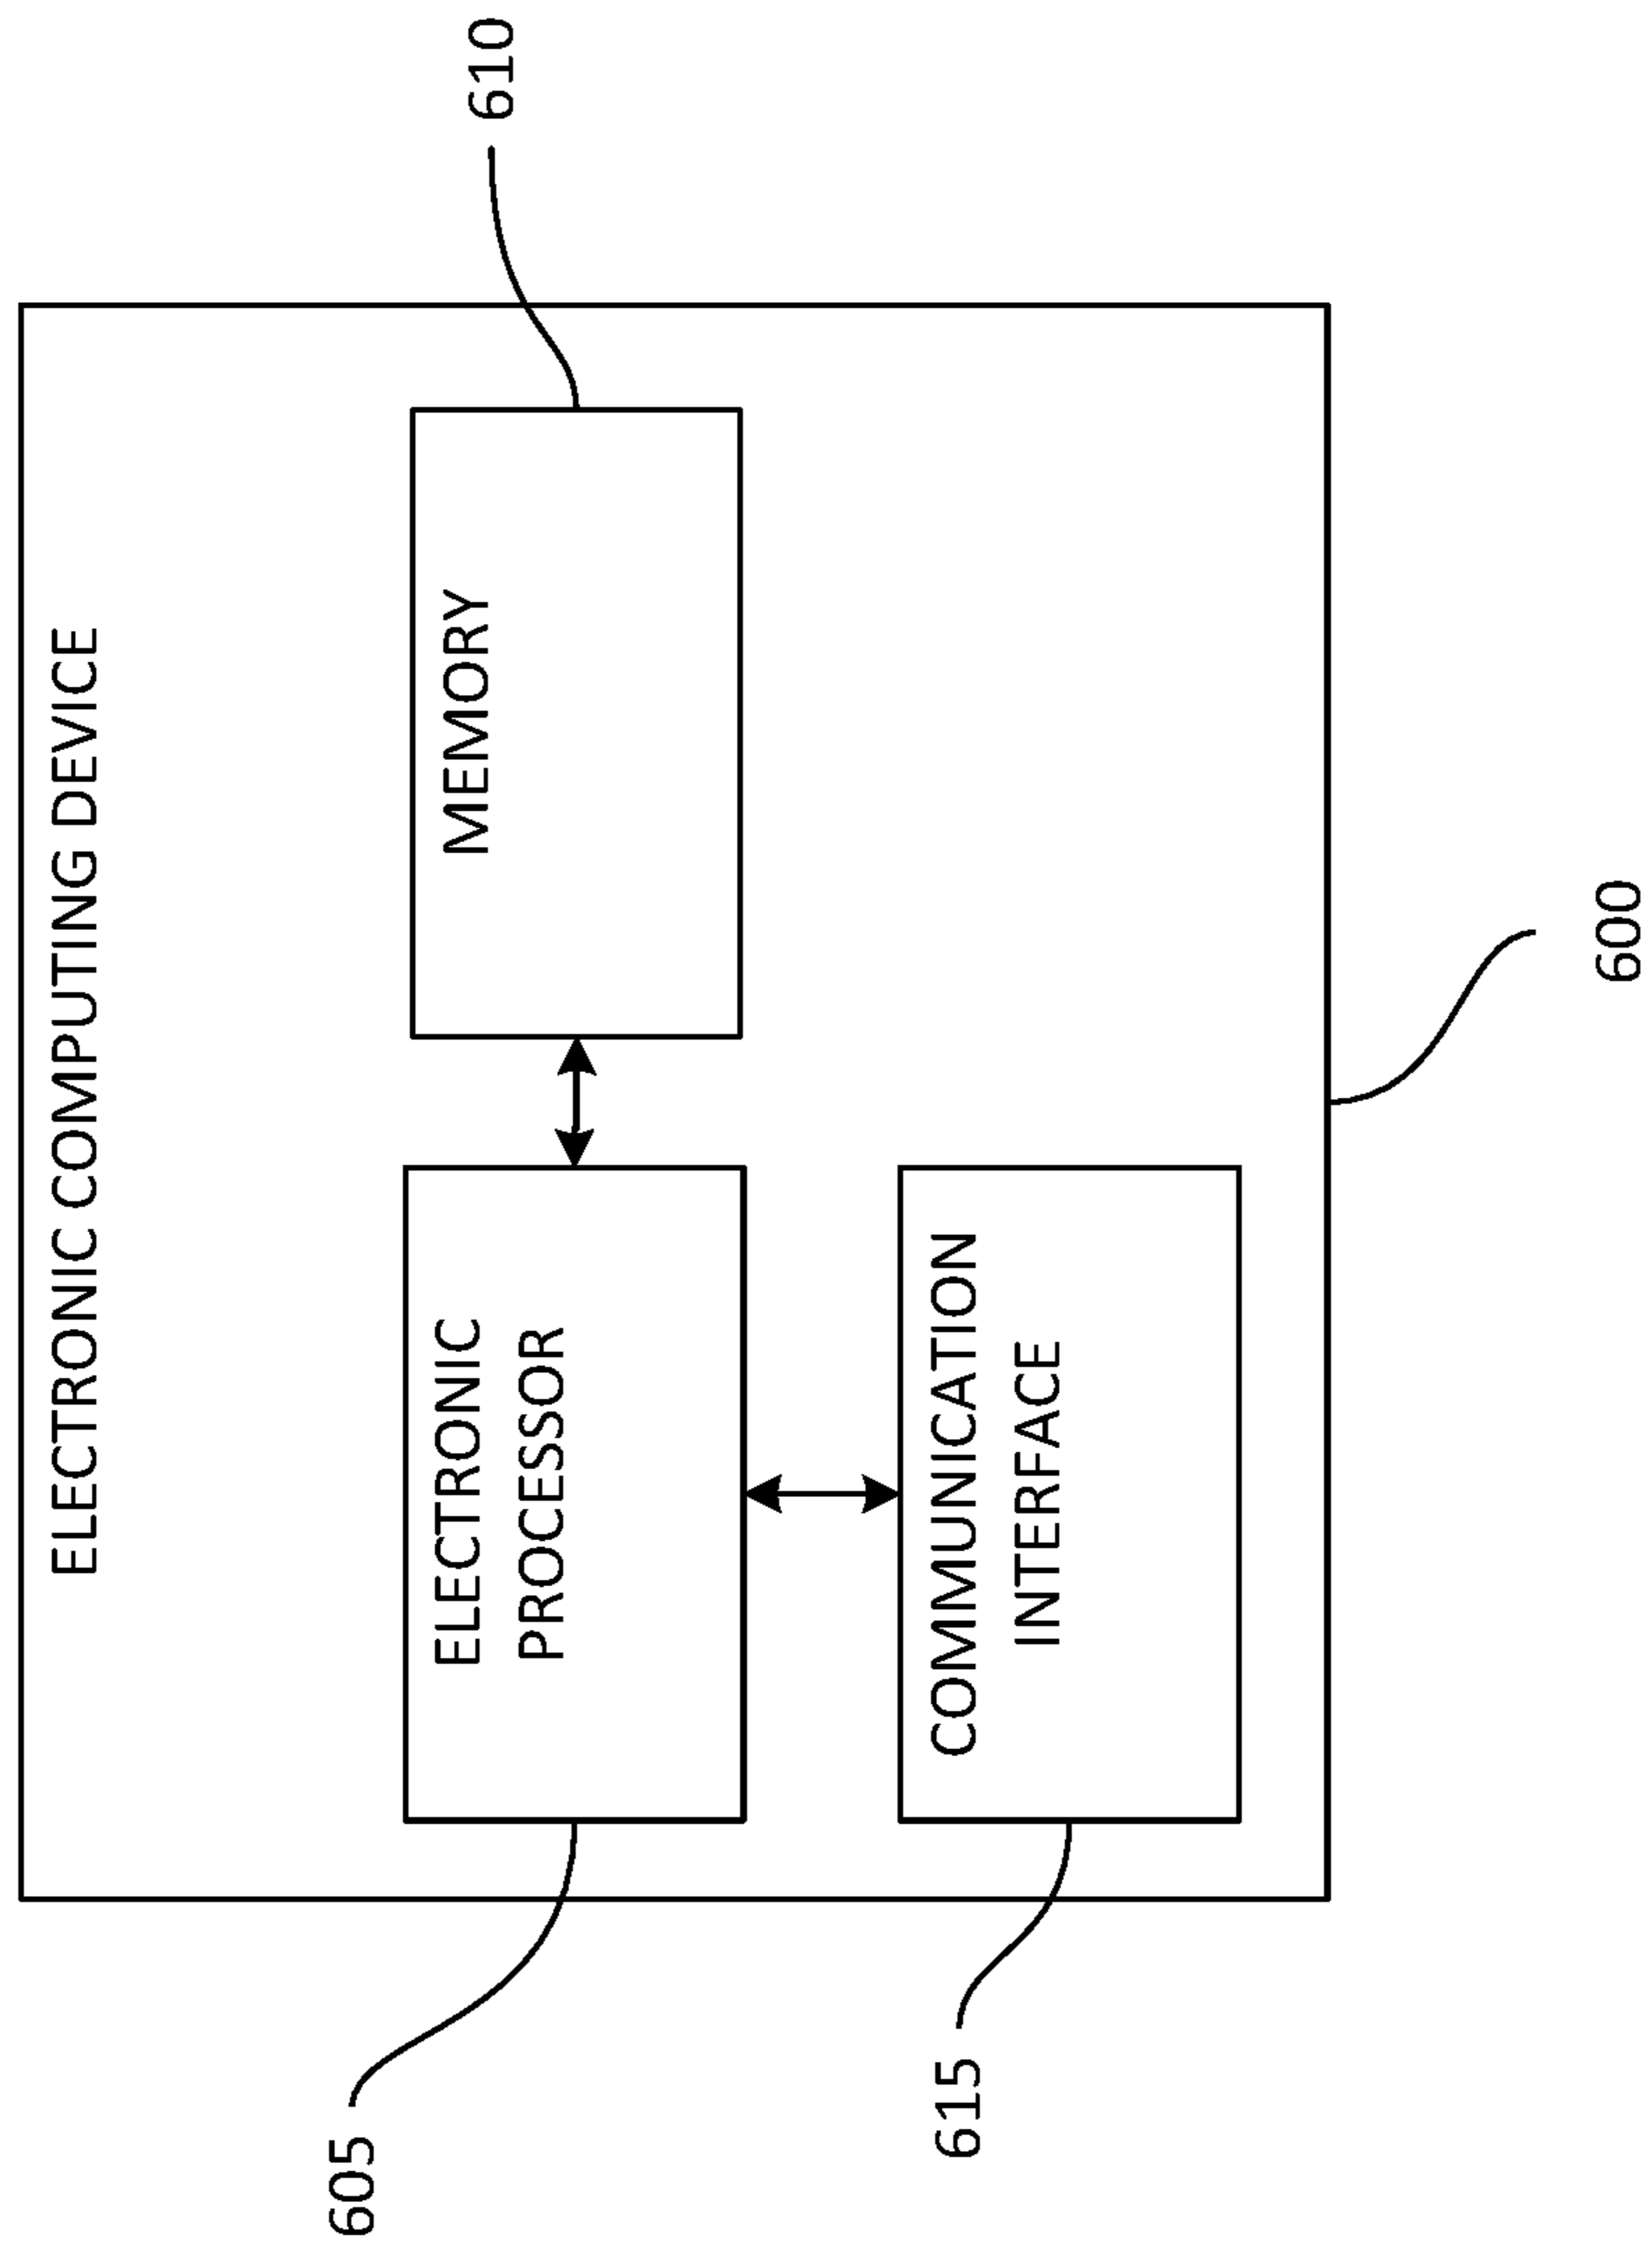 ELECTRONIC COMPUTING DEVICE
605
ELECTRONIC
PROCESSOR
MEMORY
610
615
COMMUNICATION
INTERFACE
600